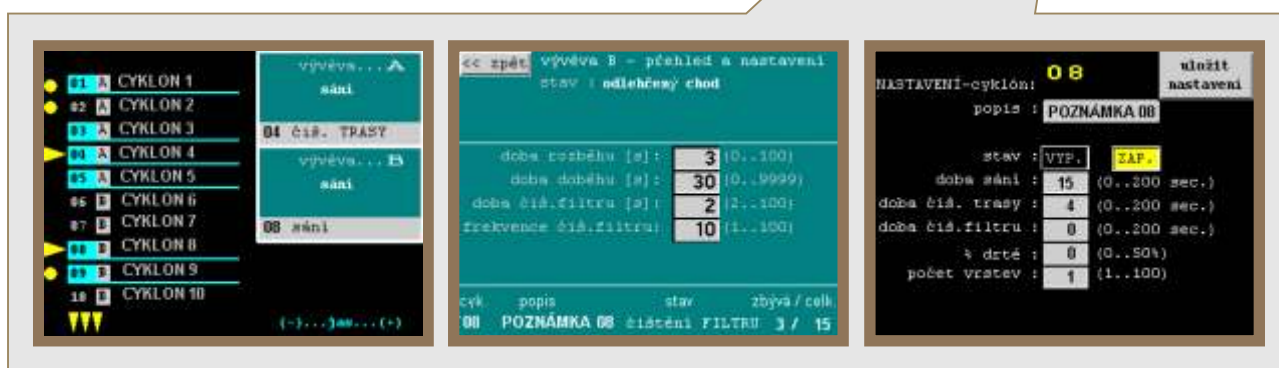 01 A CYKLON 1
02 A CYKLON 2
03 A CYKLON 3
04 A CYKLON 4
05 A CYKLON 5
06 B CYKLON 6
07 B CYKLON 7
08 B CYKLON 8
09 B CYKLON 9
10 B CYKLON 10
vývěva...A
sání
04 čiš. TRASY
vývěva...B
sání
08 sání
(-)...jas...(+)
<< zpět
vývěva B - přehled a nastavení
stav : odlehčený chod
doba rozběhu [s]: 3 (0..100)
doba doběhu [s]: 30 (0..9999)
doba čiš.filtru [s]: 2 (2..100)
frekvence čiš.filtru: 10 (1..100)
cyk. popis stav zbývá / celk.
08 POZNÁMKA 08 čištění FILTRU 3 / 15
NASTAVENÍ-cyklón: 08
uložit
nastavení
popis : POZNÁMKA 08
stav : VYP. ZAP.
doba sání : 15 (0..200 sec.)
doba čiš. trasy : 4 (0..200 sec.)
doba čiš.filtru : 0 (0..200 sec.)
% drtě : 0 (0..50%)
počet vrstev : 1 (1..100)